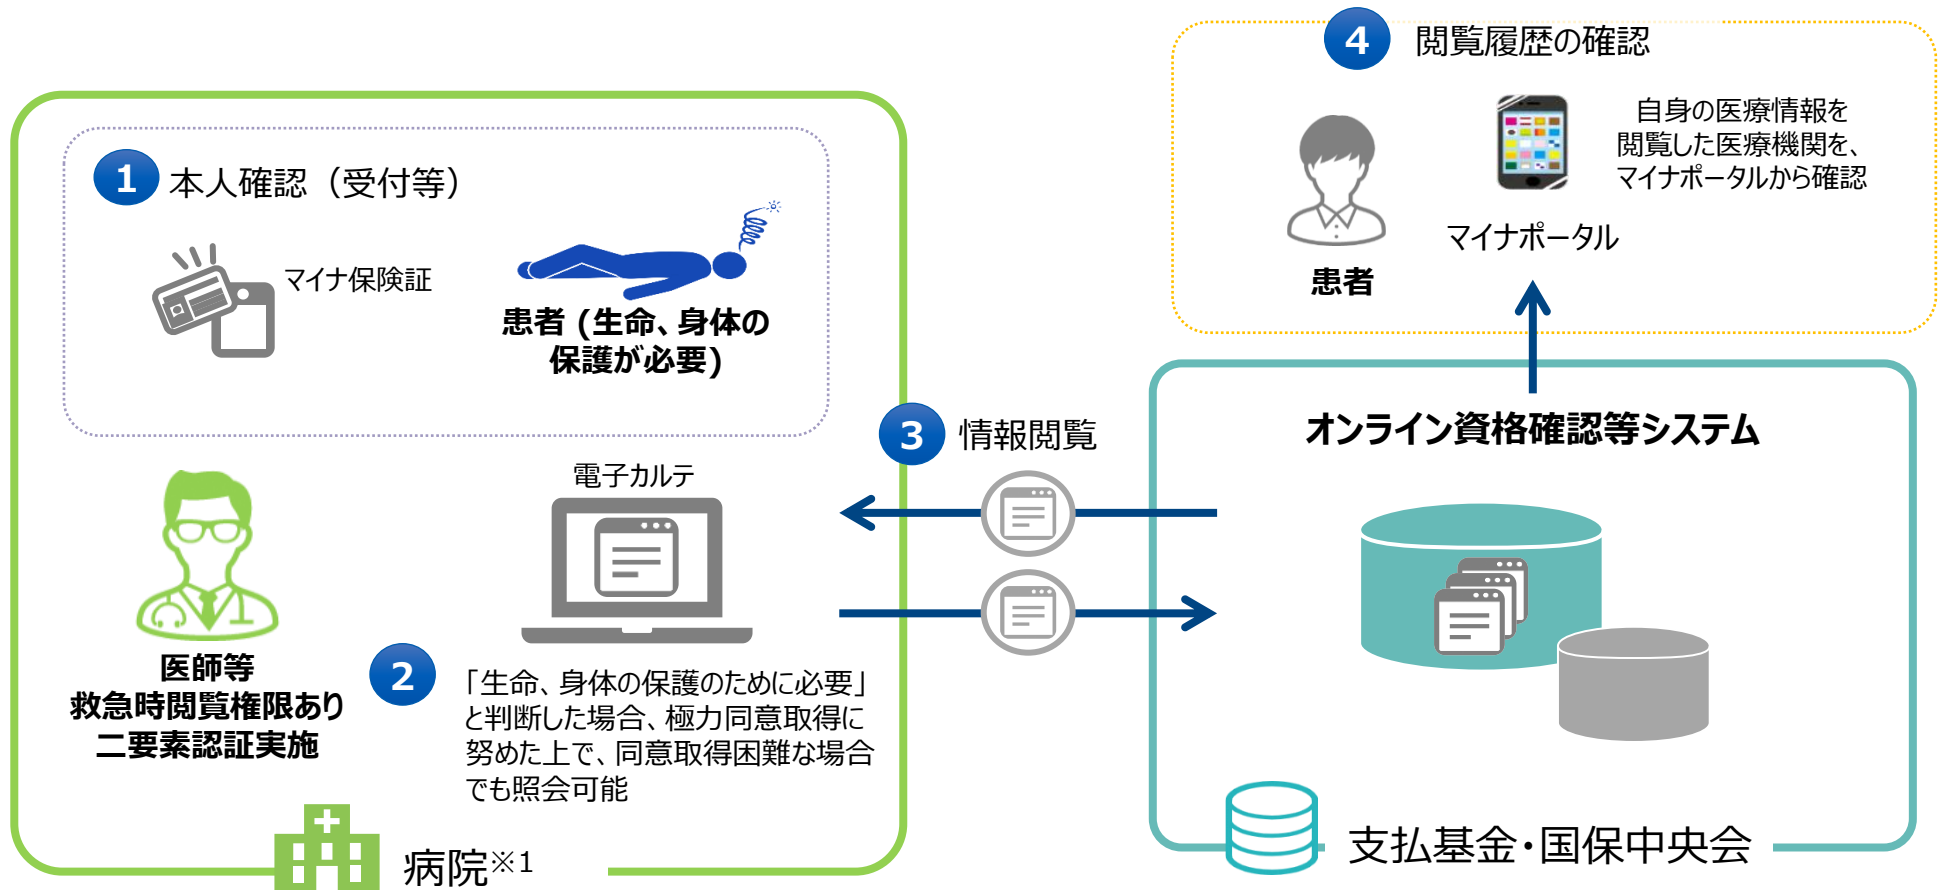 1 本人確認（受付等）
マイナ保険証
患者 (生命、身体の
保護が必要)
医師等
救急時閲覧権限あり
二要素認証実施
電子カルテ
2
「生命、身体の保護のために必要」
と判断した場合、極力同意取得に
努めた上で、同意取得困難な場合
でも照会可能
病院※1
3 情報閲覧
4 閲覧履歴の確認
患者
マイナポータル
自身の医療情報を
閲覧した医療機関を、
マイナポータルから確認
オンライン資格確認等システム
支払基金・国保中央会